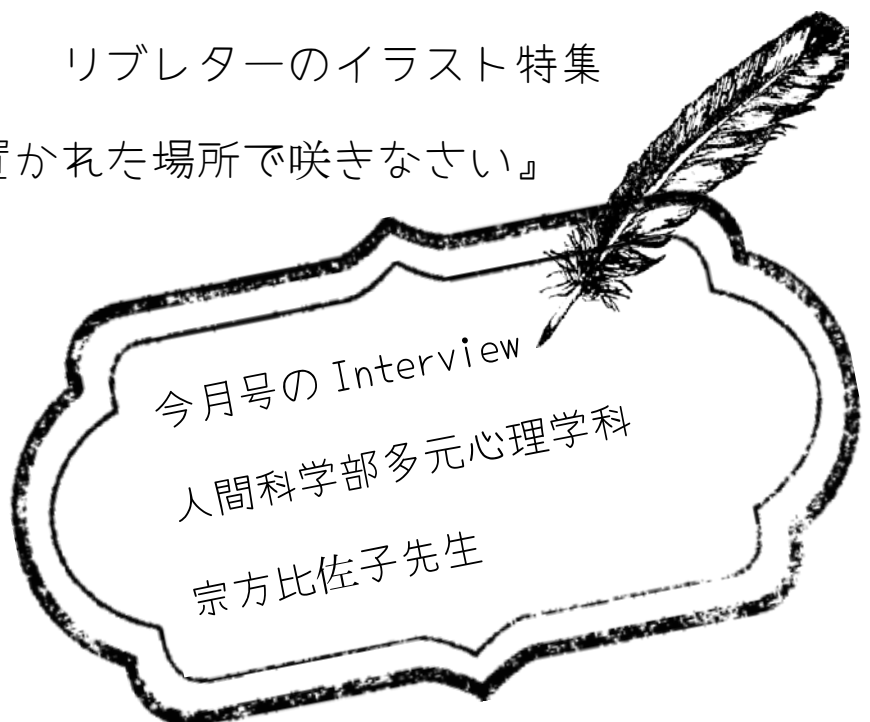 リブレターのイラスト特集
置かれた場所で咲きなさい』
今月号の Interview
人間科学部多元心理学科
宗方比佐子先生